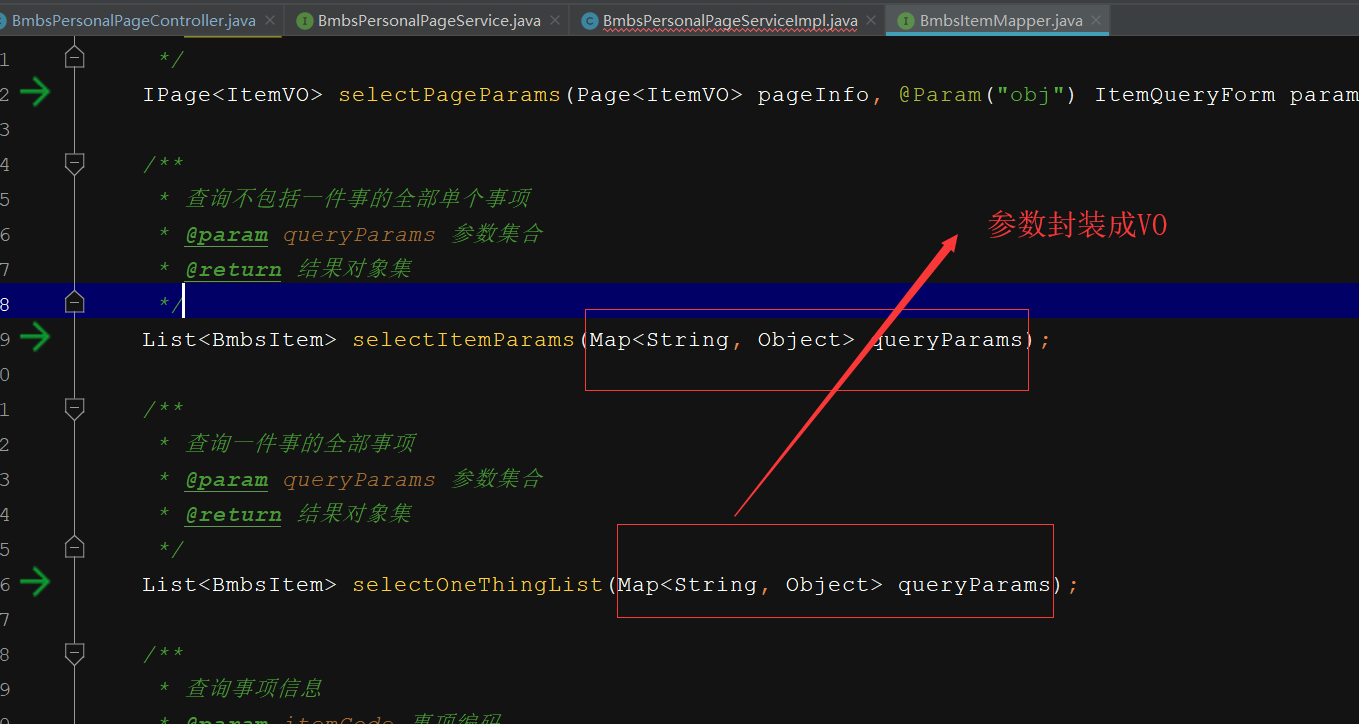 BmbsPersonalPageController.java × BmbsPersonalPageService.java × BmbsPersonalPageServiceImpl.java × BmbsItemMapper.java ×
1 */
2 IPage<ItemVO> selectPageParams(Page<ItemVO> pageInfo, @Param("obj") ItemQueryForm param
3
4 /**
5 * 查询不包括一件事的全部单个事项
6 * @param queryParams 参数集合
参数封装成VO
7 * @return 结果对象集
8 */
9 List<BmbsItem> selectItemParams(Map<String, Object> queryParams);
0
1 /**
2 * 查询一件事的全部事项
3 * @param queryParams 参数集合
4 * @return 结果对象集
5 */
6 List<BmbsItem> selectOneThingList(Map<String, Object> queryParams);
7
8 /**
9 * 查询事项信息
0 * @param itemCode 事项编码